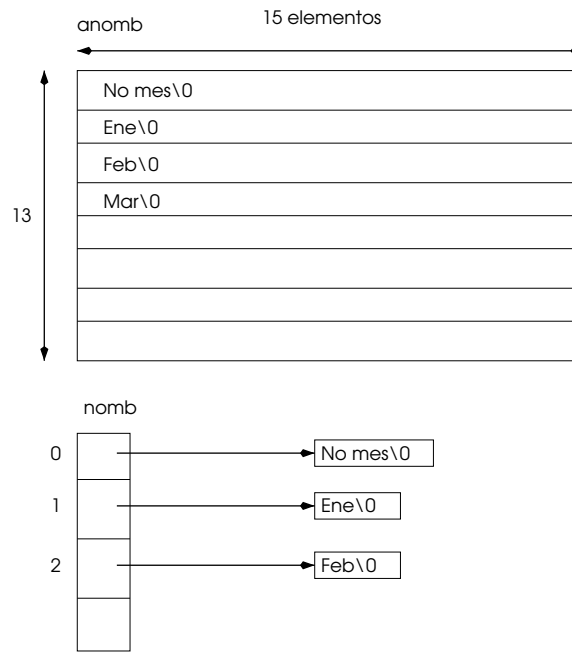 anomb 15 elementos
No mes\0
Ene\0
Feb\0
Mar\0
13
nomb
0 No mes\0
1 Ene\0
2 Feb\0